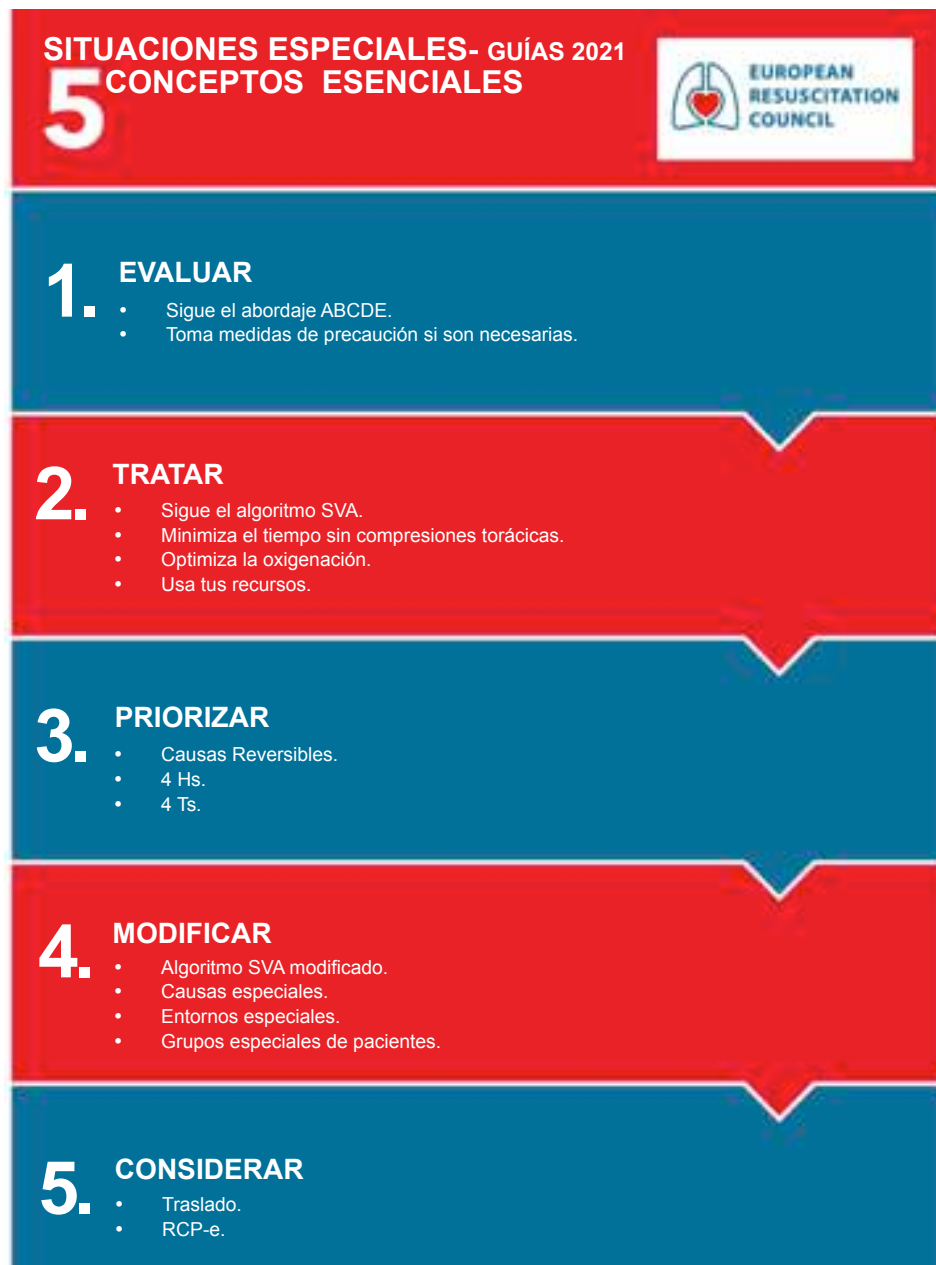 SITUACIONES ESPECIALES- GUÍAS 2021
5 CONCEPTOS ESENCIALES
EUROPEAN
RESUSCITATION
COUNCIL
1. EVALUAR
• Sigue el abordaje ABCDE.
• Toma medidas de precaución si son necesarias.
2. TRATAR
• Sigue el algoritmo SVA.
• Minimiza el tiempo sin compresiones torácicas.
• Optimiza la oxigenación.
• Usa tus recursos.
3. PRIORIZAR
• Causas Reversibles.
• 4 Hs.
• 4 Ts.
4. MODIFICAR
• Algoritmo SVA modificado.
• Causas especiales.
• Entornos especiales.
• Grupos especiales de pacientes.
5. CONSIDERAR
• Traslado.
• RCP-e.